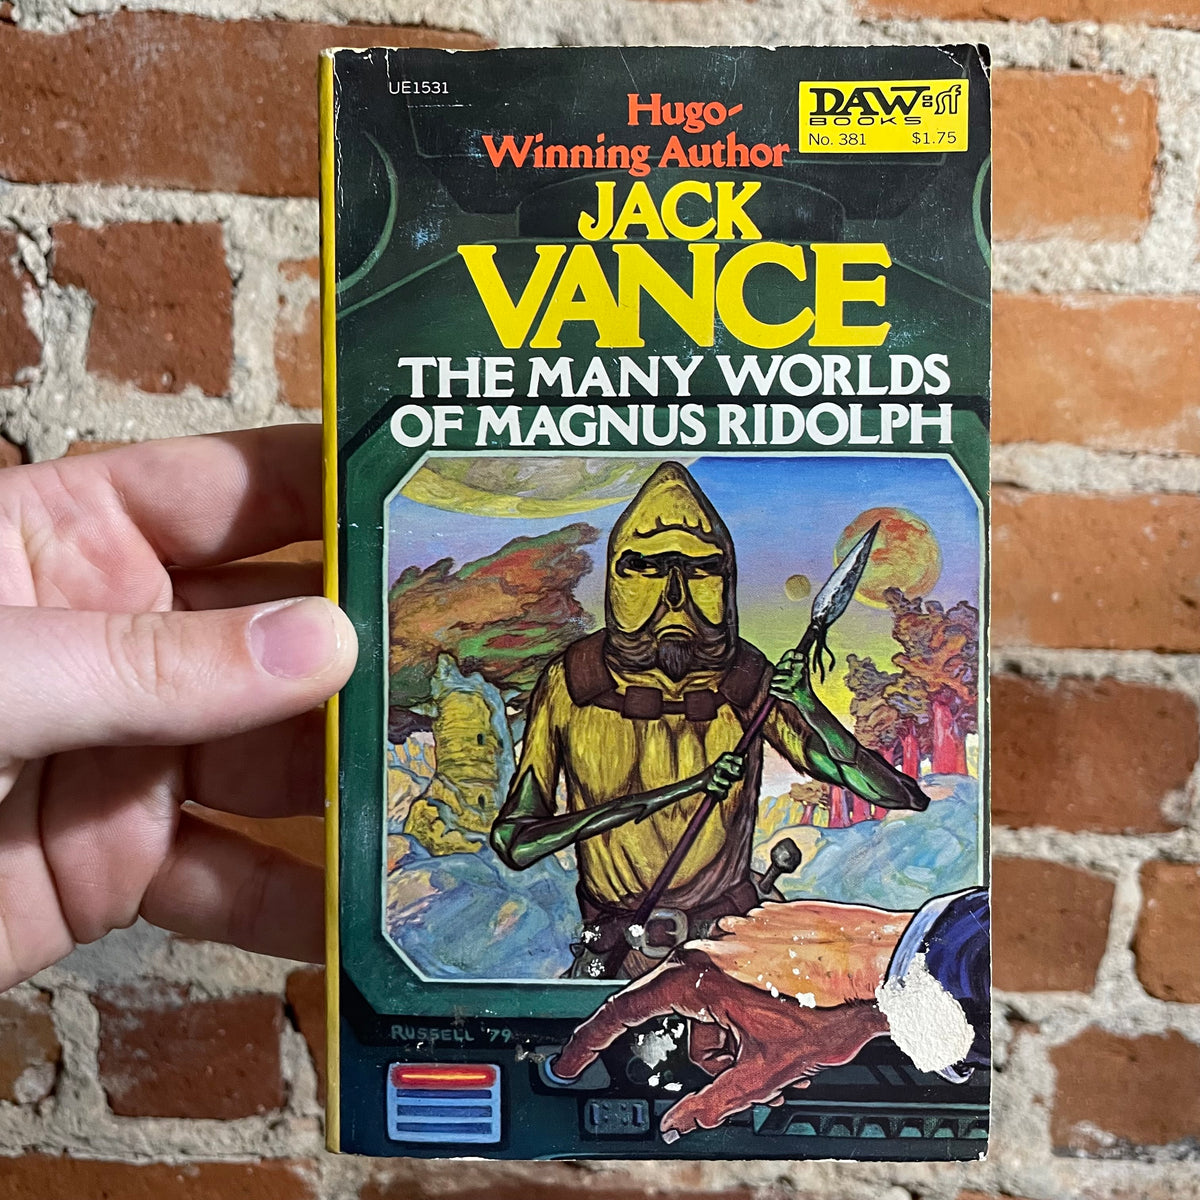 UE1531
DAW:sf
BOOKS
No. 381 $1.75
Hugo-
Winning Author
JACK
VANCE
THE MANY WORLDS
OF MAGNUS RIDOLPH
RUSSELL '79